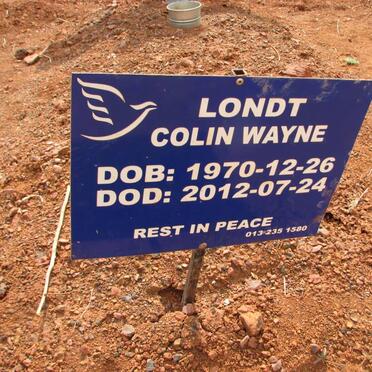 LONDT
COLIN WAYNE
DOB: 1970-12-26
DOD: 2012-07-24
REST IN PEACE
013 235 1580